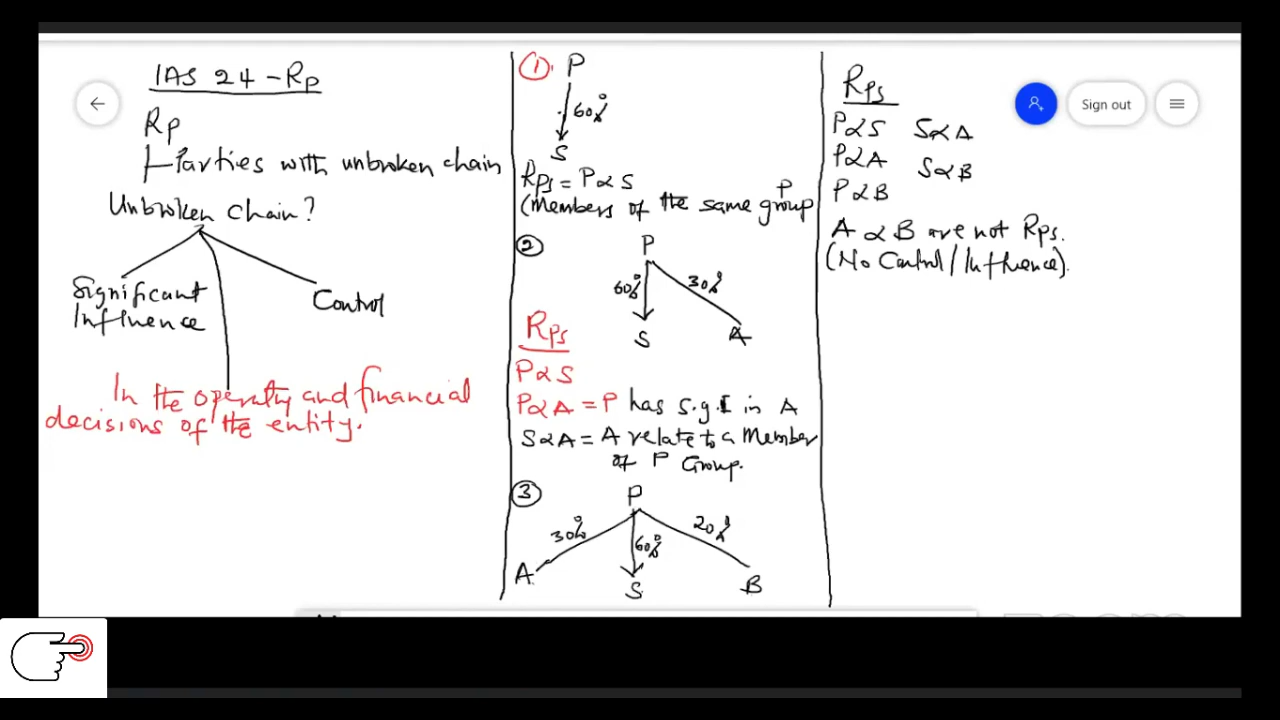 IAS 24 - Rp
Rp
Parties with unbroken chain
Unbroken chain?
Significant
Influence
Control
In the operaty and financial
decisions of the entity.
① P
60%
S
Rps = P & S
(Members of the same group
P
② P
60% 30%
S A
Rps
P & S
P & A = P has s.g.I in A
S & A = A relate to a Member
of P Group.
③ P
30% 60% 20%
A S B
Rps
P & S S & A
P & A S & B
P & B
A & B are not Rps.
(No Control/Influence).
Sign out